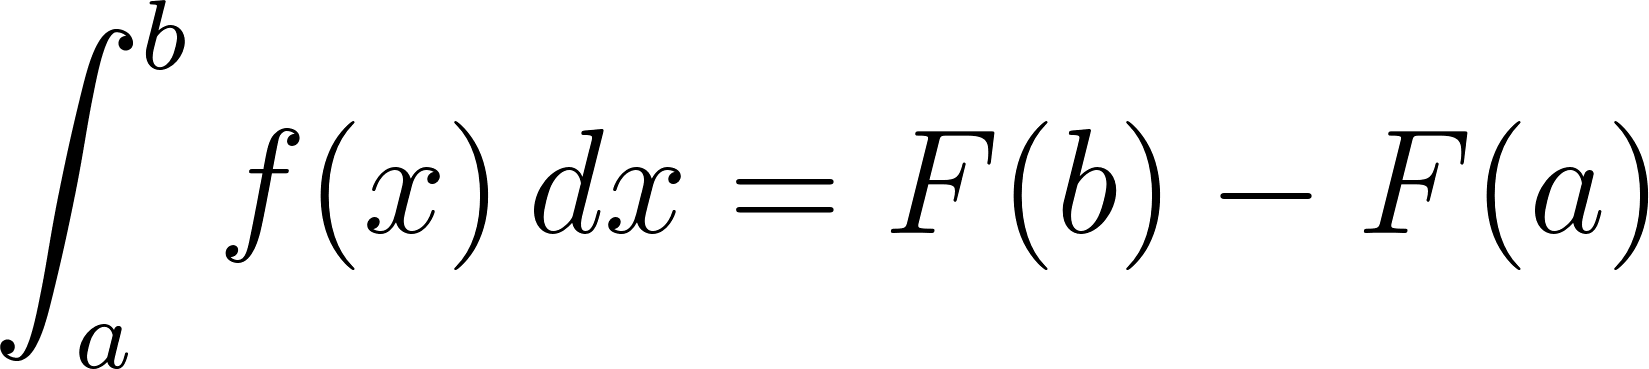 ∫_a^b f(x) dx = F(b) − F(a)